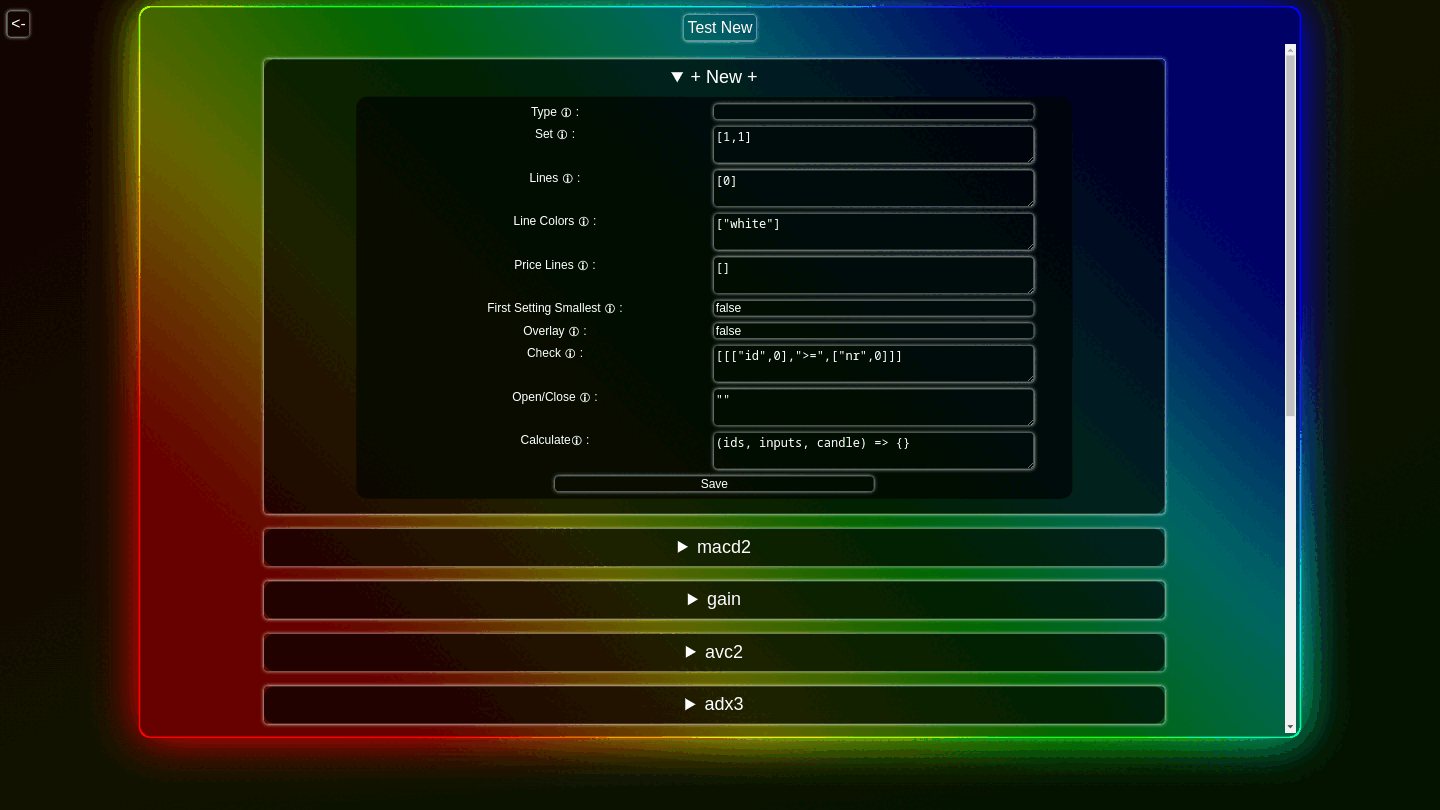 <-
Test New
▼ + New +
Type ⓘ :
Set ⓘ : [1,1]
Lines ⓘ : [0]
Line Colors ⓘ : ["white"]
Price Lines ⓘ : []
First Setting Smallest ⓘ : false
Overlay ⓘ : false
Check ⓘ : [[["id",0],">=",["nr",0]]]
Open/Close ⓘ : ""
Calculateⓘ : (ids, inputs, candle) => {}
Save
▶ macd2
▶ gain
▶ avc2
▶ adx3